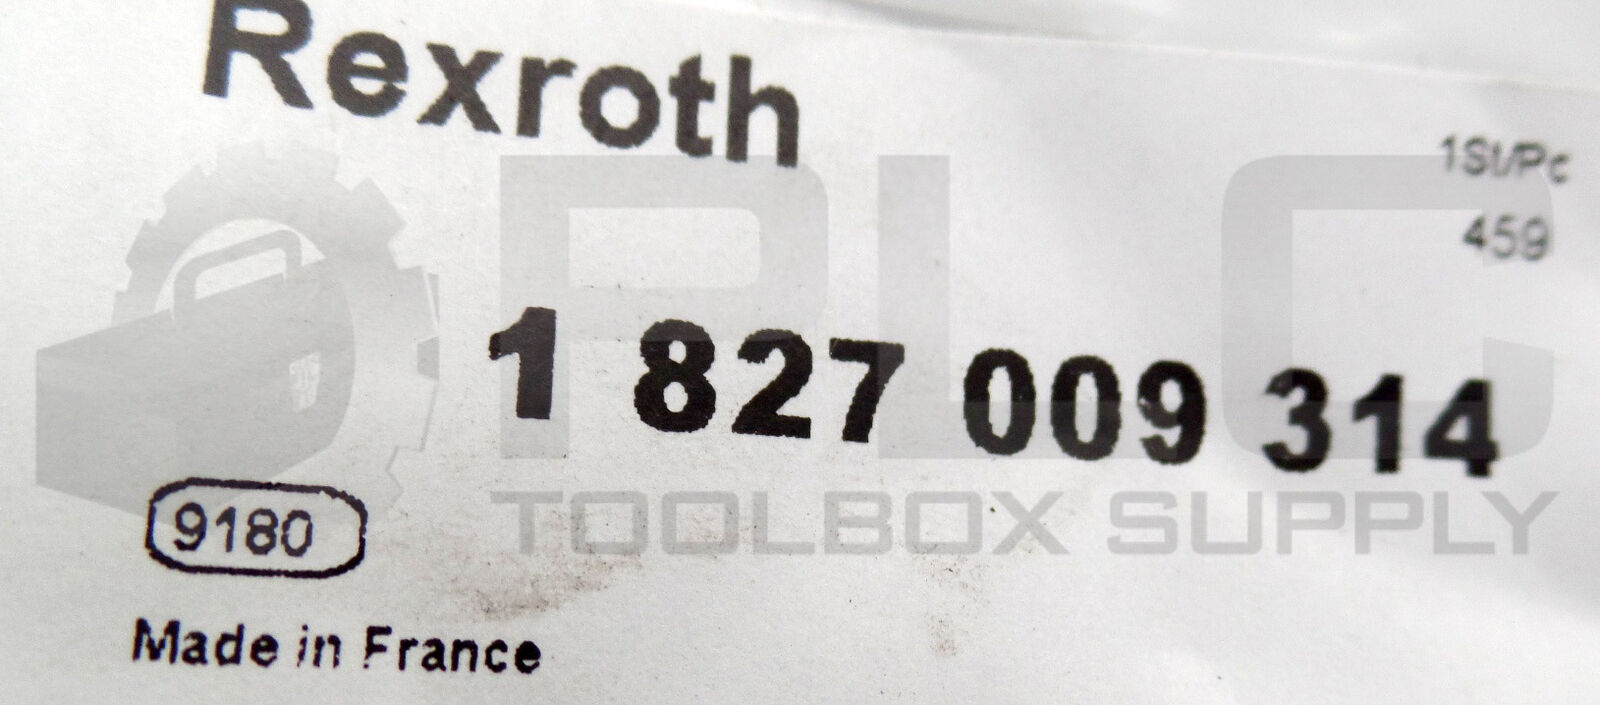 Rexroth
1St/Pc
459
1 827 009 314
9180
Made in France
PLC
TOOLBOX SUPPLY